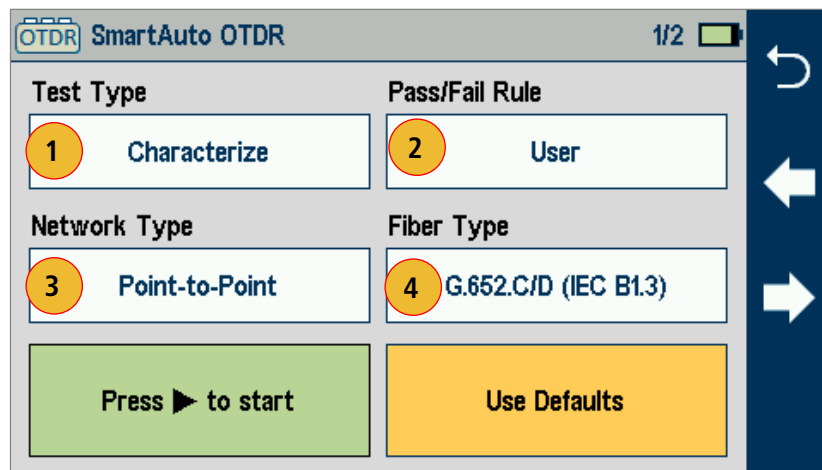 OTDR SmartAuto OTDR 1/2
Test Type Pass/Fail Rule
1 Characterize 2 User
Network Type Fiber Type
3 Point-to-Point 4 G.652.C/D (IEC B1.3)
Press ▶ to start Use Defaults